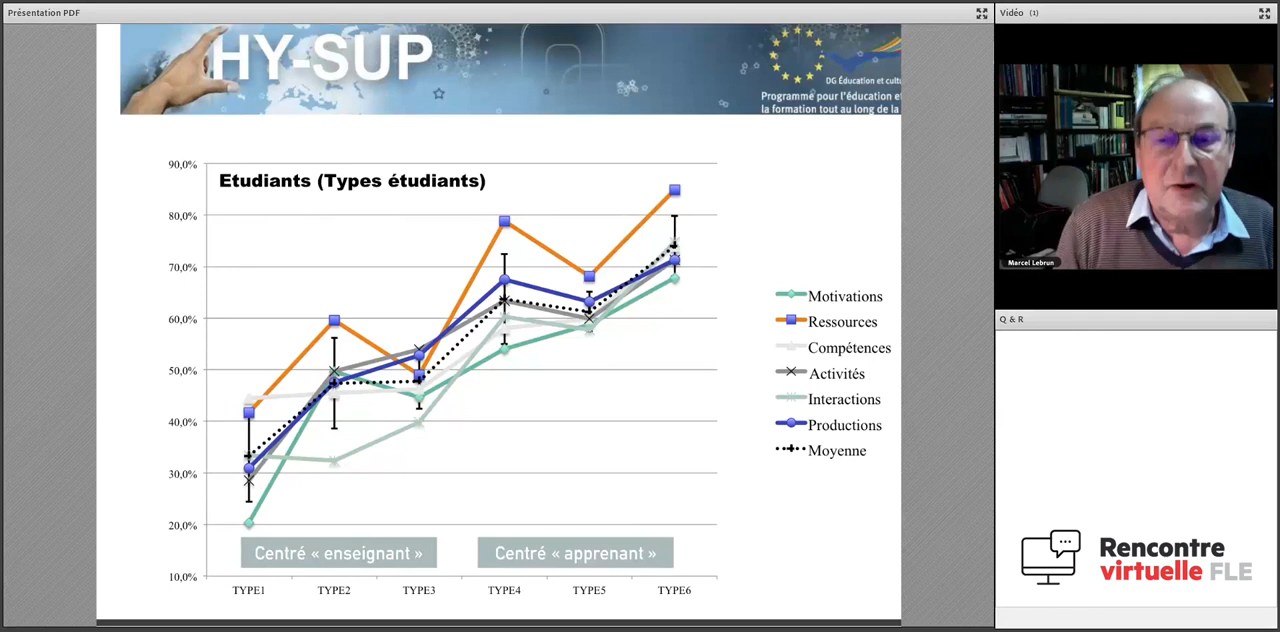 Présentation PDF
Vidéo (1)
HY-SUP
DG Éducation et cultu
Programme pour l'éducation et
la formation tout au long de la
Marcel Lebrun
Q & R
Etudiants (Types étudiants)
90,0%
80,0%
70,0%
60,0%
50,0%
40,0%
30,0%
20,0%
10,0%
Motivations
Ressources
Compétences
Activités
Interactions
Productions
Moyenne
Centré « enseignant »
Centré « apprenant »
TYPE1
TYPE2
TYPE3
TYPE4
TYPE5
TYPE6
Rencontre
virtuelle FLE